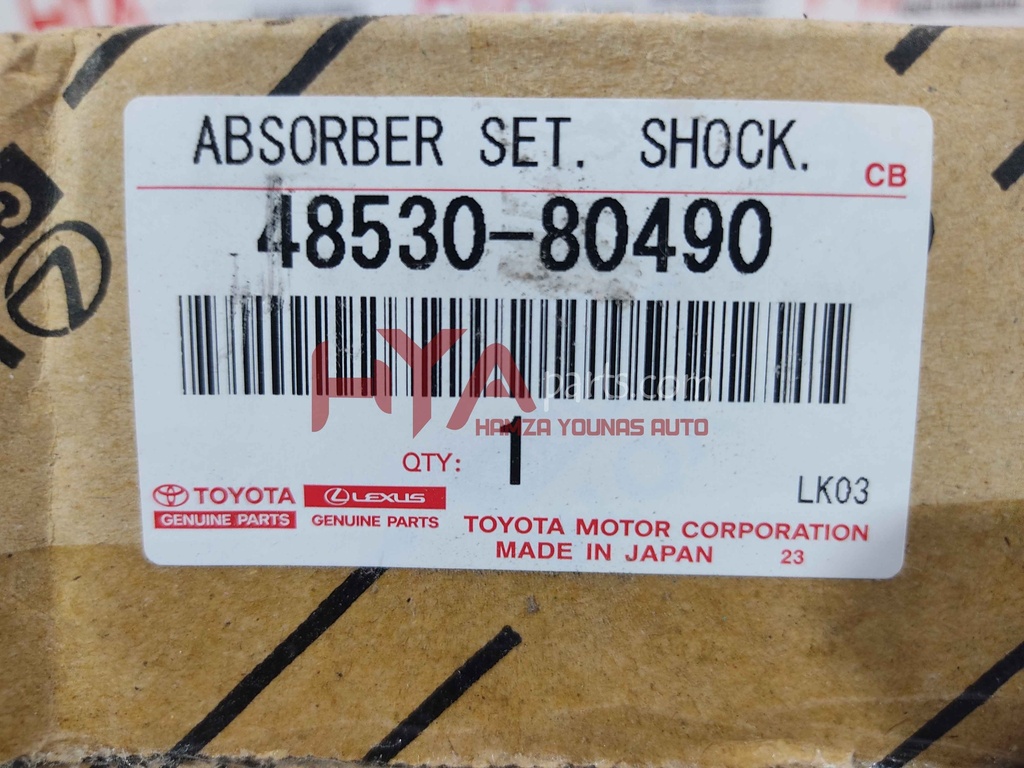 ABSORBER SET. SHOCK.
CB
48530-80490
HYA parts.com
HAMZA YOUNAS AUTO
QTY: 1
LK03
TOYOTA LEXUS
GENUINE PARTS GENUINE PARTS
TOYOTA MOTOR CORPORATION
MADE IN JAPAN 23